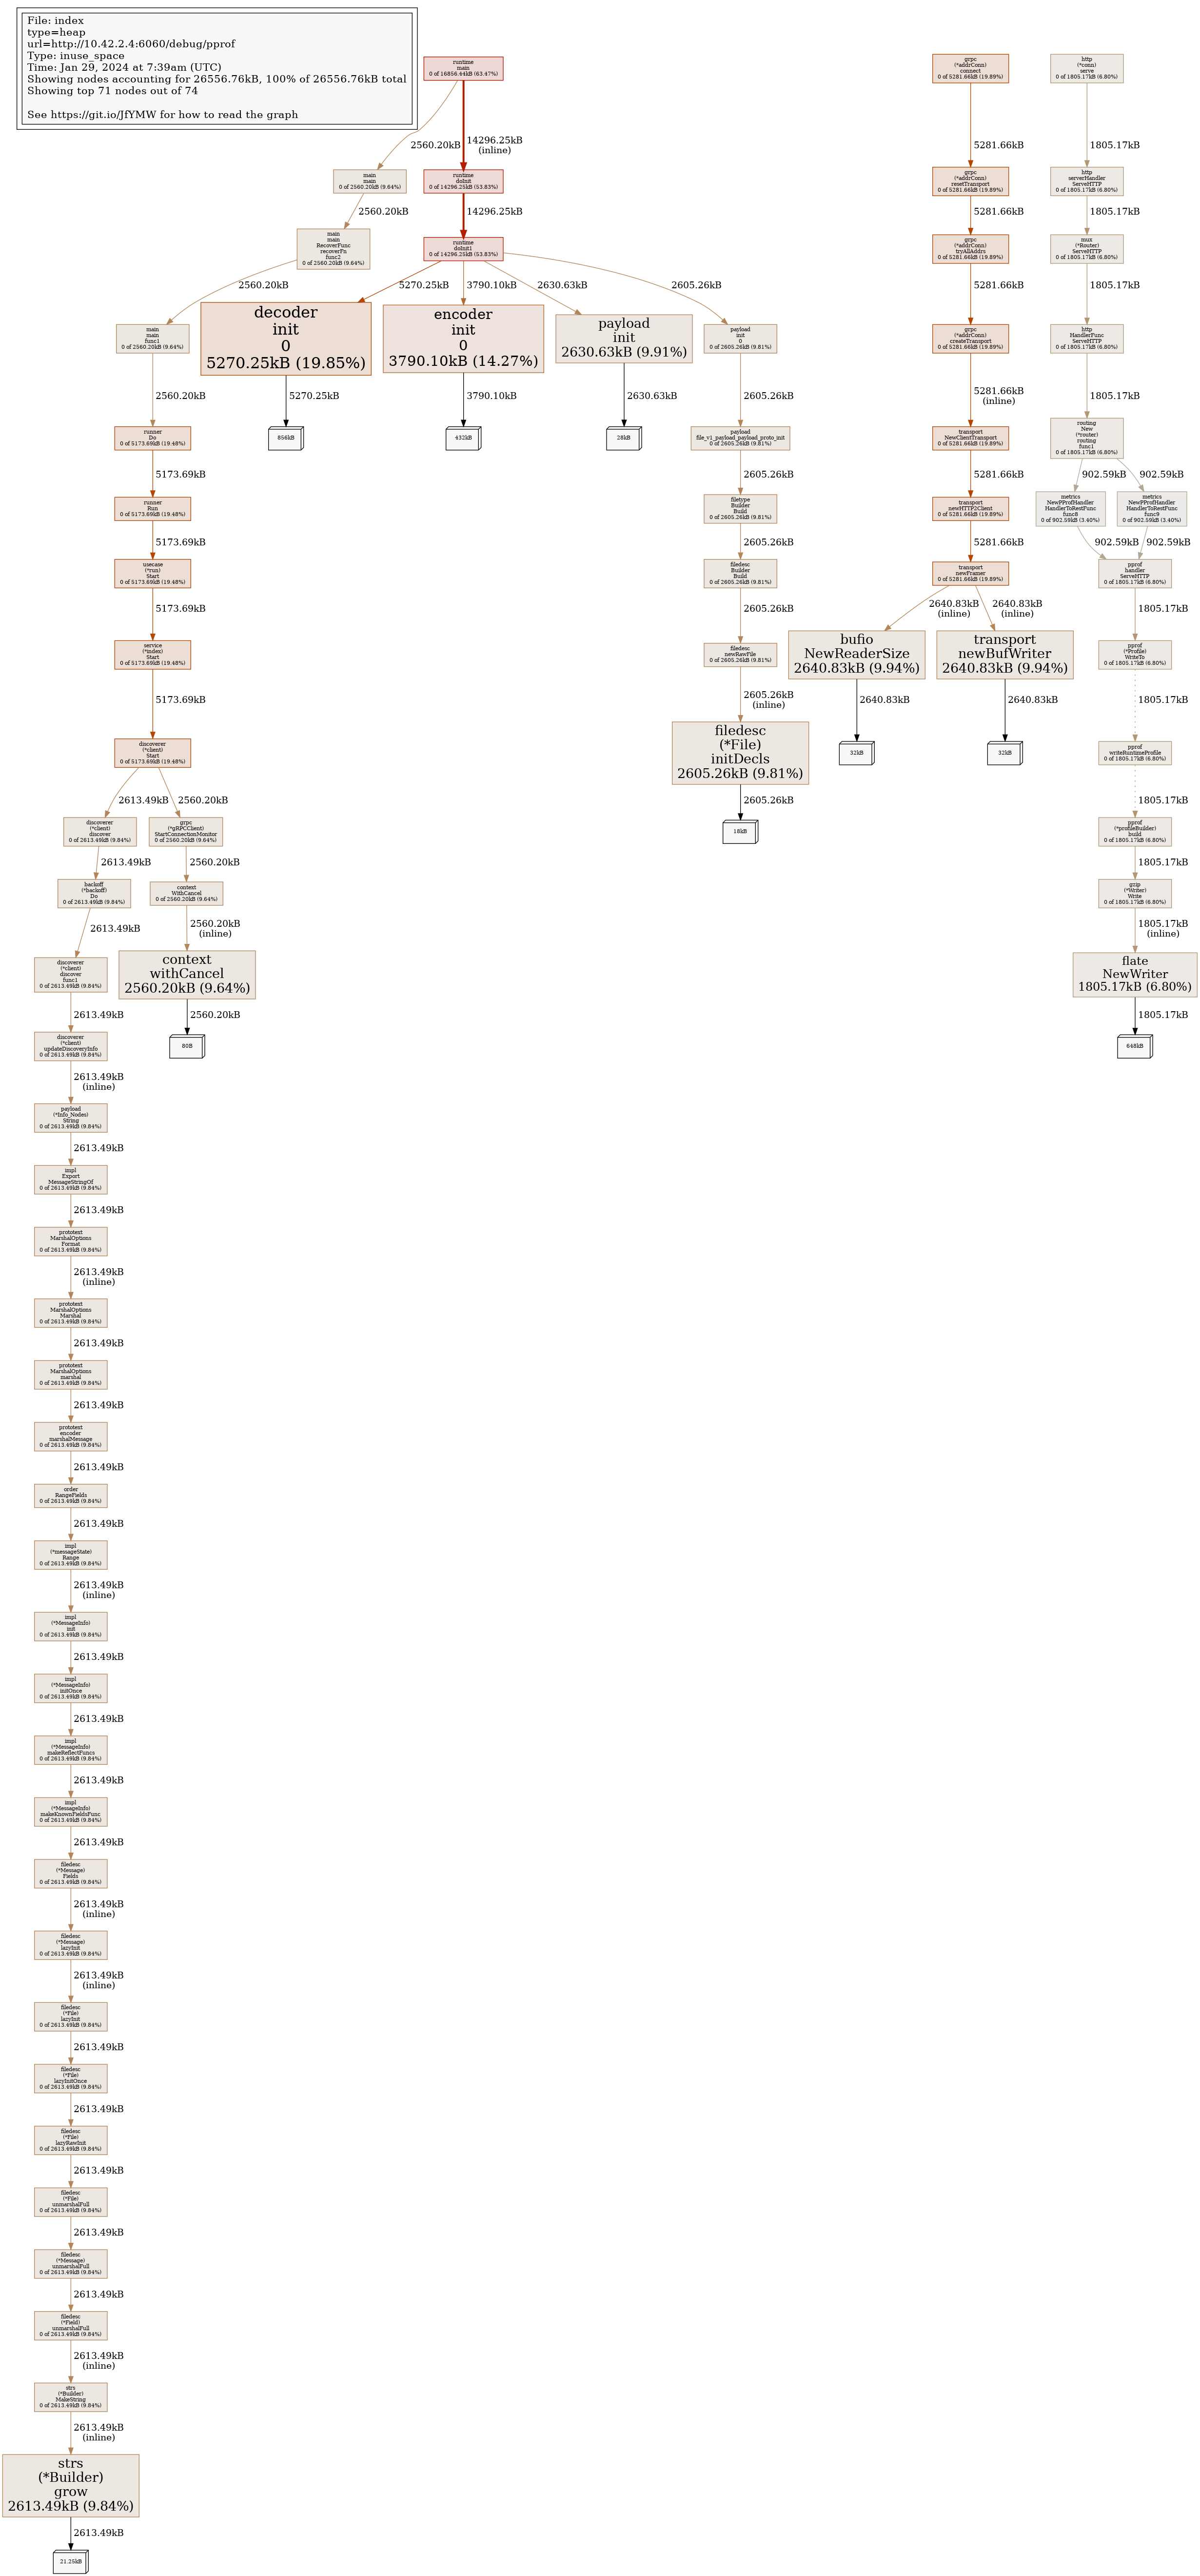 File: index
type=heap
url=http://10.42.2.4:6060/debug/pprof
Type: inuse_space
Time: Jan 29, 2024 at 7:39am (UTC)
Showing nodes accounting for 26556.76kB, 100% of 26556.76kB total
Showing top 71 nodes out of 74
See https://git.io/JfYMW for how to read the graph
runtime
main
0 of 16856.44kB (63.47%)
2560.20kB
14296.25kB
(inline)
main
main
0 of 2560.20kB (9.64%)
runtime
doInit
0 of 14296.25kB (53.83%)
2560.20kB
14296.25kB
main
main
RecoverFunc
recoverFn
func2
0 of 2560.20kB (9.64%)
runtime
doInit1
0 of 14296.25kB (53.83%)
2560.20kB
5270.25kB
3790.10kB
2630.63kB
2605.26kB
main
main
func1
0 of 2560.20kB (9.64%)
decoder
init
0
5270.25kB (19.85%)
encoder
init
0
3790.10kB (14.27%)
payload
init
2630.63kB (9.91%)
payload
init
0
0 of 2605.26kB (9.81%)
2560.20kB
5270.25kB
3790.10kB
2630.63kB
2605.26kB
runner
Do
0 of 5173.69kB (19.48%)
856kB
432kB
28kB
payload
file_v1_payload_payload_proto_init
0 of 2605.26kB (9.81%)
5173.69kB
2605.26kB
runner
Run
0 of 5173.69kB (19.48%)
filetype
Builder
Build
0 of 2605.26kB (9.81%)
5173.69kB
2605.26kB
usecase
(*run)
Start
0 of 5173.69kB (19.48%)
filedesc
Builder
Build
0 of 2605.26kB (9.81%)
5173.69kB
2605.26kB
service
(*index)
Start
0 of 5173.69kB (19.48%)
filedesc
newRawFile
0 of 2605.26kB (9.81%)
5173.69kB
2605.26kB
(inline)
filedesc
(*File)
initDecls
2605.26kB (9.81%)
2605.26kB
18kB
discoverer
(*client)
Start
0 of 5173.69kB (19.48%)
2613.49kB
2560.20kB
discoverer
(*client)
discover
0 of 2613.49kB (9.84%)
grpc
(*gRPCClient)
StartConnectionMonitor
0 of 2560.20kB (9.64%)
2613.49kB
2560.20kB
backoff
(*backoff)
Do
0 of 2613.49kB (9.84%)
context
WithCancel
0 of 2560.20kB (9.64%)
2613.49kB
2560.20kB
(inline)
discoverer
(*client)
discover
func1
0 of 2613.49kB (9.84%)
context
withCancel
2560.20kB (9.64%)
2613.49kB
2560.20kB
80B
discoverer
(*client)
updateDiscoveryInfo
0 of 2613.49kB (9.84%)
2613.49kB
(inline)
payload
(*Info_Nodes)
String
0 of 2613.49kB (9.84%)
2613.49kB
impl
Export
MessageStringOf
0 of 2613.49kB (9.84%)
2613.49kB
prototext
MarshalOptions
Format
0 of 2613.49kB (9.84%)
2613.49kB
(inline)
prototext
MarshalOptions
Marshal
0 of 2613.49kB (9.84%)
2613.49kB
prototext
MarshalOptions
marshal
0 of 2613.49kB (9.84%)
2613.49kB
prototext
encoder
marshalMessage
0 of 2613.49kB (9.84%)
2613.49kB
order
RangeFields
0 of 2613.49kB (9.84%)
2613.49kB
impl
(*messageState)
Range
0 of 2613.49kB (9.84%)
2613.49kB
(inline)
impl
(*MessageInfo)
init
0 of 2613.49kB (9.84%)
2613.49kB
impl
(*MessageInfo)
initOnce
0 of 2613.49kB (9.84%)
2613.49kB
impl
(*MessageInfo)
makeReflectFuncs
0 of 2613.49kB (9.84%)
2613.49kB
impl
(*MessageInfo)
makeKnownFieldsFunc
0 of 2613.49kB (9.84%)
2613.49kB
filedesc
(*Message)
Fields
0 of 2613.49kB (9.84%)
2613.49kB
(inline)
filedesc
(*Message)
lazyInit
0 of 2613.49kB (9.84%)
2613.49kB
(inline)
filedesc
(*File)
lazyInit
0 of 2613.49kB (9.84%)
2613.49kB
filedesc
(*File)
lazyInitOnce
0 of 2613.49kB (9.84%)
2613.49kB
filedesc
(*File)
lazyRawInit
0 of 2613.49kB (9.84%)
2613.49kB
filedesc
(*File)
unmarshalFull
0 of 2613.49kB (9.84%)
2613.49kB
filedesc
(*Message)
unmarshalFull
0 of 2613.49kB (9.84%)
2613.49kB
filedesc
(*Field)
unmarshalFull
0 of 2613.49kB (9.84%)
2613.49kB
(inline)
strs
(*Builder)
MakeString
0 of 2613.49kB (9.84%)
2613.49kB
(inline)
strs
(*Builder)
grow
2613.49kB (9.84%)
2613.49kB
21.25kB
grpc
(*addrConn)
connect
0 of 5281.66kB (19.89%)
5281.66kB
grpc
(*addrConn)
resetTransport
0 of 5281.66kB (19.89%)
5281.66kB
grpc
(*addrConn)
tryAllAddrs
0 of 5281.66kB (19.89%)
5281.66kB
grpc
(*addrConn)
createTransport
0 of 5281.66kB (19.89%)
5281.66kB
(inline)
transport
NewClientTransport
0 of 5281.66kB (19.89%)
5281.66kB
transport
newHTTP2Client
0 of 5281.66kB (19.89%)
5281.66kB
transport
newFramer
0 of 5281.66kB (19.89%)
2640.83kB
(inline)
2640.83kB
(inline)
bufio
NewReaderSize
2640.83kB (9.94%)
transport
newBufWriter
2640.83kB (9.94%)
2640.83kB
2640.83kB
32kB
32kB
http
(*conn)
serve
0 of 1805.17kB (6.80%)
1805.17kB
http
serverHandler
ServeHTTP
0 of 1805.17kB (6.80%)
1805.17kB
mux
(*Router)
ServeHTTP
0 of 1805.17kB (6.80%)
1805.17kB
http
HandlerFunc
ServeHTTP
0 of 1805.17kB (6.80%)
1805.17kB
routing
New
(*router)
routing
func1
0 of 1805.17kB (6.80%)
902.59kB
902.59kB
metrics
NewPProfHandler
HandlerToRestFunc
func8
0 of 902.59kB (3.40%)
metrics
NewPProfHandler
HandlerToRestFunc
func9
0 of 902.59kB (3.40%)
902.59kB
902.59kB
pprof
handler
ServeHTTP
0 of 1805.17kB (6.80%)
1805.17kB
pprof
(*Profile)
WriteTo
0 of 1805.17kB (6.80%)
1805.17kB
pprof
writeRuntimeProfile
0 of 1805.17kB (6.80%)
1805.17kB
pprof
(*profileBuilder)
build
0 of 1805.17kB (6.80%)
1805.17kB
gzip
(*Writer)
Write
0 of 1805.17kB (6.80%)
1805.17kB
(inline)
flate
NewWriter
1805.17kB (6.80%)
1805.17kB
648kB